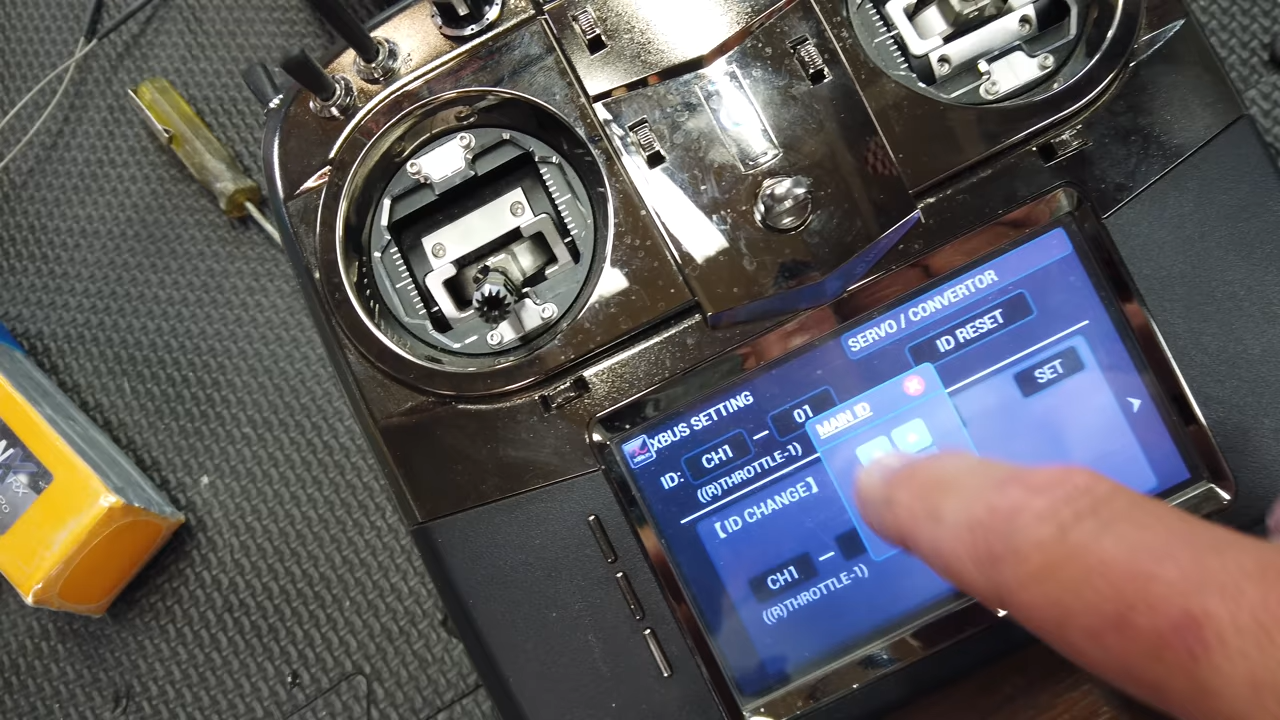 SERVO / CONVERTOR
XBUS SETTING
ID RESET
ID: CH1 — 01
((R)THROTTLE-1)
MAIN ID
SET
【ID CHANGE】
CH1 —
((R)THROTTLE-1)